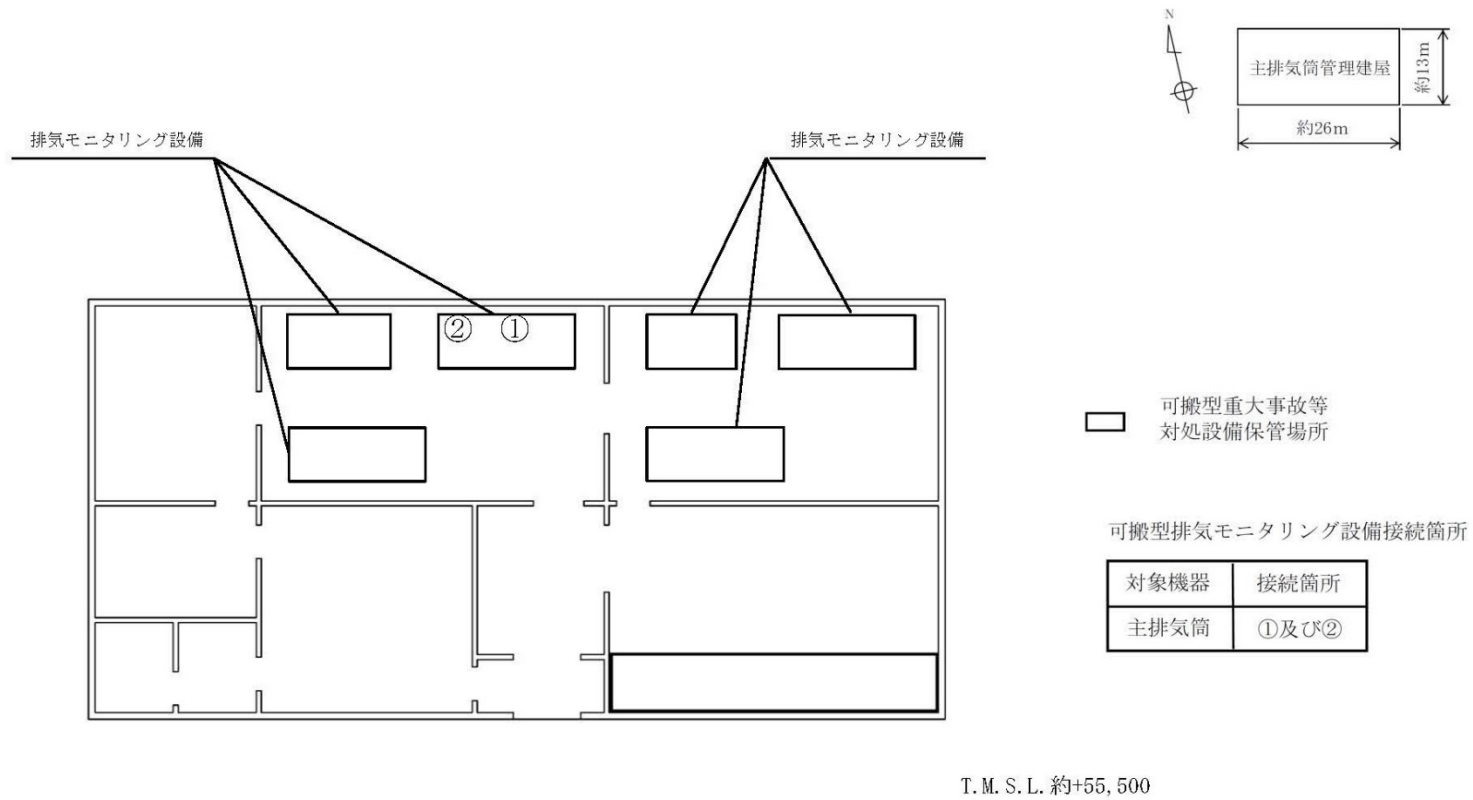 N
主排気筒管理建屋
約13m
約26m
排気モニタリング設備
排気モニタリング設備
② ①
可搬型重大事故等
対処設備保管場所
可搬型排気モニタリング設備接続箇所
対象機器 接続箇所
主排気筒 ①及び②
T.M.S.L.約+55,500